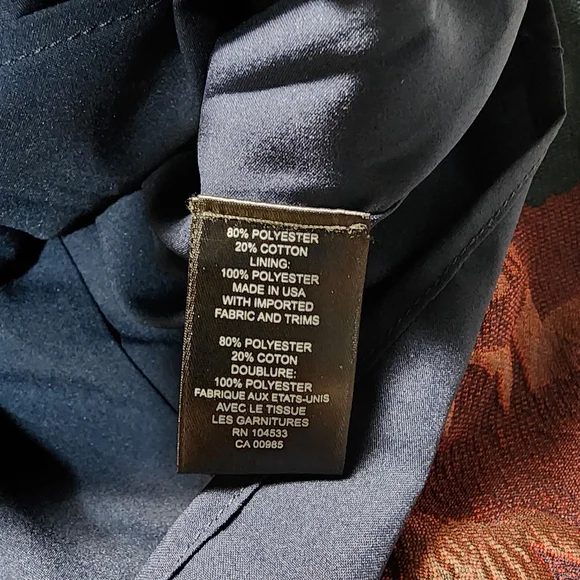 80% POLYESTER
20% COTTON
LINING:
100% POLYESTER
MADE IN USA
WITH IMPORTED
FABRIC AND TRIMS
80% POLYESTER
20% COTON
DOUBLURE:
100% POLYESTER
FABRIQUE AUX ETATS-UNIS
AVEC LE TISSUE
LES GARNITURES
RN 104533
CA 00985